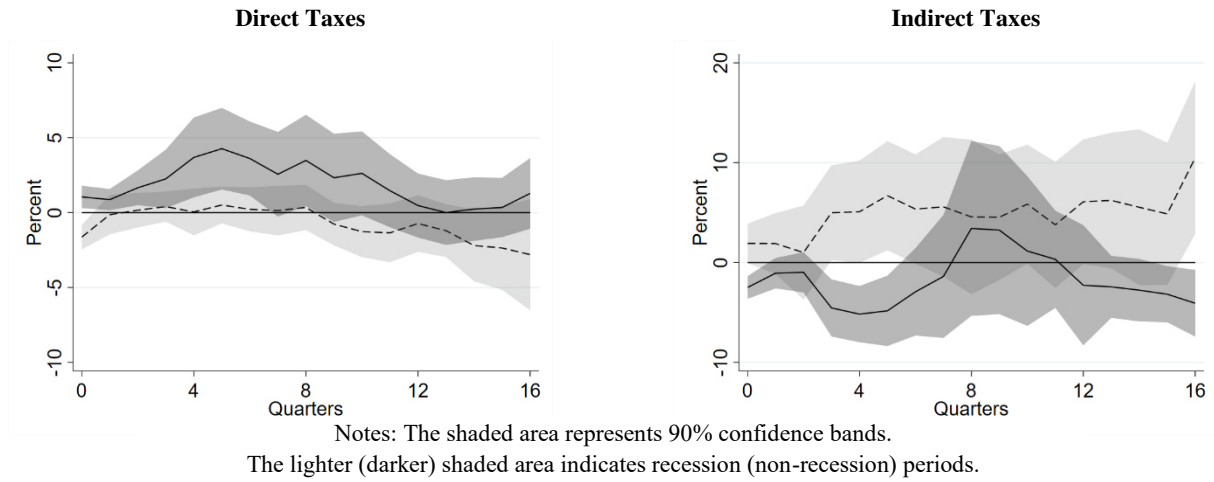 Direct Taxes
Indirect Taxes
10
5
0
-5
-10
Percent
0
4
8
12
16
Quarters
20
10
0
-10
Percent
0
4
8
12
16
Quarters
Notes: The shaded area represents 90% confidence bands.
The lighter (darker) shaded area indicates recession (non-recession) periods.